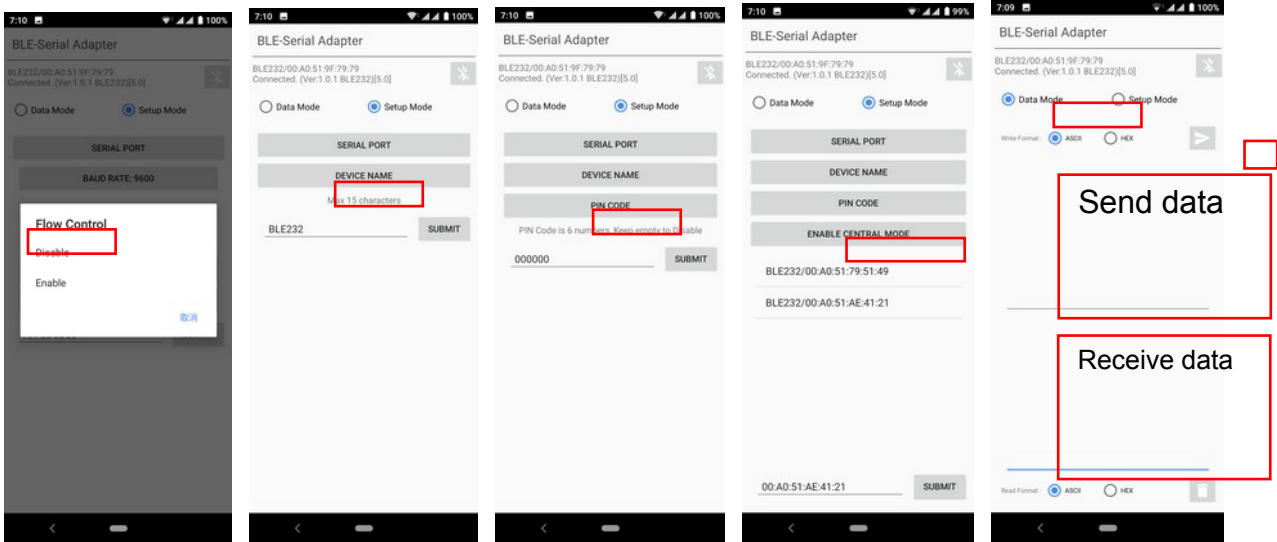 7:10 100%
BLE-Serial Adapter
BLE232/00:A0:51:9F:79:79
Connected. (Ver:1.0.1 BLE232)[5.0]
Data Mode Setup Mode
SERIAL PORT
BAUD RATE: 9600
Flow Control
Disable
Enable
取消
7:10 100%
BLE-Serial Adapter
BLE232/00:A0:51:9F:79:79
Connected. (Ver:1.0.1 BLE232)[5.0]
Data Mode Setup Mode
SERIAL PORT
DEVICE NAME
Max 15 characters
BLE232 SUBMIT
7:10 100%
BLE-Serial Adapter
BLE232/00:A0:51:9F:79:79
Connected. (Ver:1.0.1 BLE232)[5.0]
Data Mode Setup Mode
SERIAL PORT
DEVICE NAME
PIN CODE
PIN Code is 6 numbers. Keep empty to Disable
000000 SUBMIT
7:10 99%
BLE-Serial Adapter
BLE232/00:A0:51:9F:79:79
Connected. (Ver:1.0.1 BLE232)[5.0]
Data Mode Setup Mode
SERIAL PORT
DEVICE NAME
PIN CODE
ENABLE CENTRAL MODE
BLE232/00:A0:51:79:51:49
BLE232/00:A0:51:AE:41:21
00:A0:51:AE:41:21 SUBMIT
7:09 100%
BLE-Serial Adapter
BLE232/00:A0:51:9F:79:79
Connected. (Ver:1.0.1 BLE232)[5.0]
Data Mode Setup Mode
Write Format : ASCII HEX
Send data
Receive data
Read Format : ASCII HEX